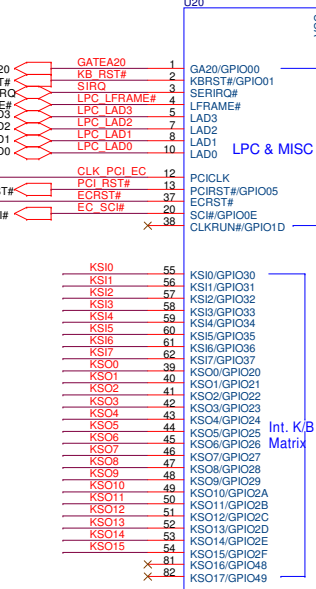 U20
GATEA20 1 GA20/GPIO00
KB_RST# 2 KBRST#/GPIO01
SIRQ 3 SERIRQ#
LPC_LFRAME# 4 LFRAME#
LPC_LAD3 5 LAD3
LPC_LAD2 7 LAD2
LPC_LAD1 8 LAD1
LPC_LAD0 10 LAD0
LPC & MISC
CLK_PCI_EC 12 PCICLK
PCI_RST# 13 PCIRST#/GPIO05
ECRST# 37 ECRST#
EC_SCI# 20 SCI#/GPIO0E
38 CLKRUN#/GPIO1D
KSI0 55 KSI0/GPIO30
KSI1 56 KSI1/GPIO31
KSI2 57 KSI2/GPIO32
KSI3 58 KSI3/GPIO33
KSI4 59 KSI4/GPIO34
KSI5 60 KSI5/GPIO35
KSI6 61 KSI6/GPIO36
KSI7 62 KSI7/GPIO37
KSO0 39 KSO0/GPIO20
KSO1 40 KSO1/GPIO21
KSO2 41 KSO2/GPIO22
KSO3 42 KSO3/GPIO23
KSO4 43 KSO4/GPIO24
KSO5 44 KSO5/GPIO25
KSO6 45 KSO6/GPIO26
KSO7 46 KSO7/GPIO27
KSO8 47 KSO8/GPIO28
KSO9 48 KSO9/GPIO29
KSO10 49 KSO10/GPIO2A
KSO11 50 KSO11/GPIO2B
KSO12 51 KSO12/GPIO2C
KSO13 52 KSO13/GPIO2D
KSO14 53 KSO14/GPIO2E
KSO15 54 KSO15/GPIO2F
81 KSO16/GPIO48
82 KSO17/GPIO49
Int. K/B
Matrix